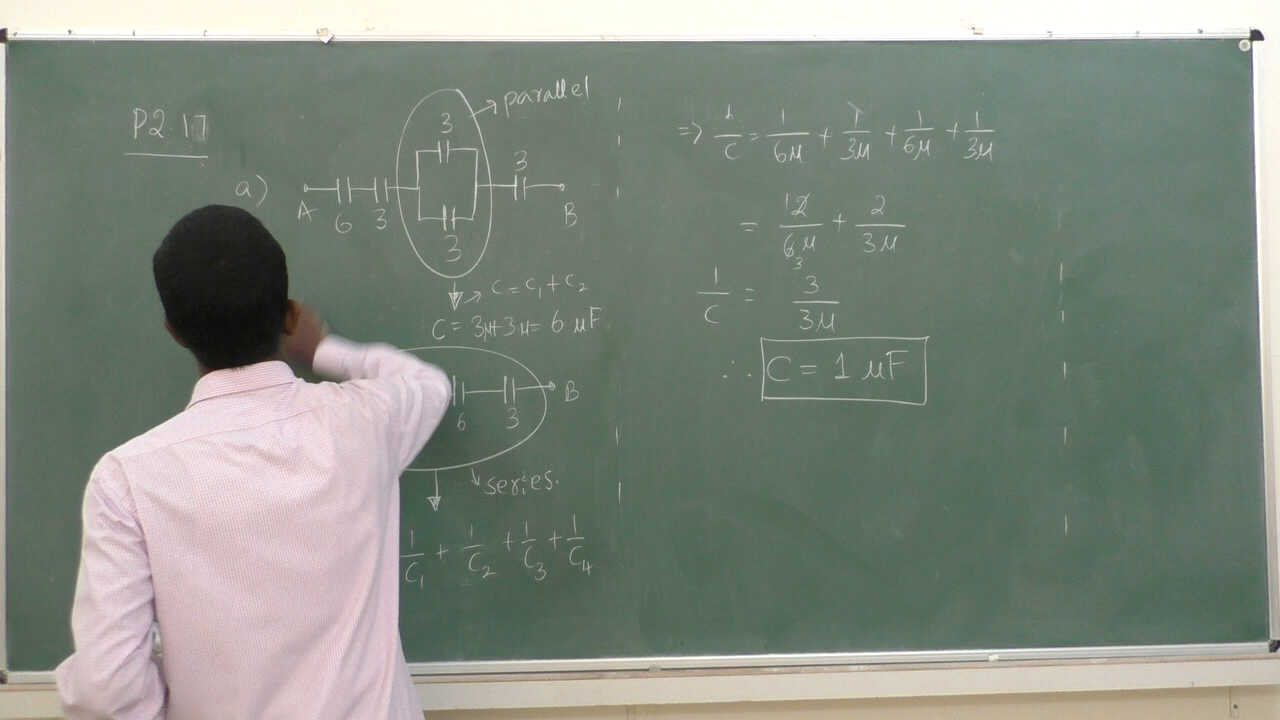 P2.17
→ parallel
a)
3
A 6 3 3 B
3
→ C = C₁ + C₂
C = 3μ+3μ = 6 μF
6 3 B
series.
1/C₁ + 1/C₂ + 1/C₃ + 1/C₄
=> 1/C = 1/6μ + 1/3μ + 1/6μ + 1/3μ
= 2/6μ + 2/3μ
1/C = 3/3μ
∴ C = 1 μF